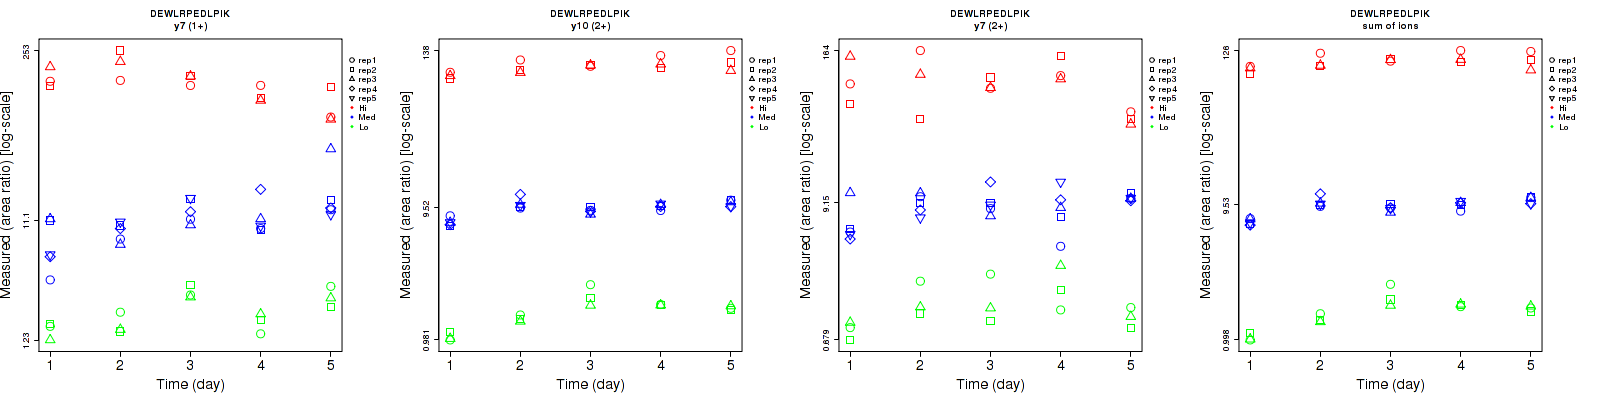 DEWLRPEDLPIK
y7 (1+)
Measured (area ratio) [log-scale]
253
11.1
1.23
1 2 3 4 5
Time (day)
rep1
rep2
rep3
rep4
rep5
Hi
Med
Lo
DEWLRPEDLPIK
y10 (2+)
Measured (area ratio) [log-scale]
138
9.52
0.981
1 2 3 4 5
Time (day)
rep1
rep2
rep3
rep4
rep5
Hi
Med
Lo
DEWLRPEDLPIK
y7 (2+)
Measured (area ratio) [log-scale]
164
9.15
0.679
1 2 3 4 5
Time (day)
rep1
rep2
rep3
rep4
rep5
Hi
Med
Lo
DEWLRPEDLPIK
sum of ions
Measured (area ratio) [log-scale]
126
9.53
0.998
1 2 3 4 5
Time (day)
rep1
rep2
rep3
rep4
rep5
Hi
Med
Lo